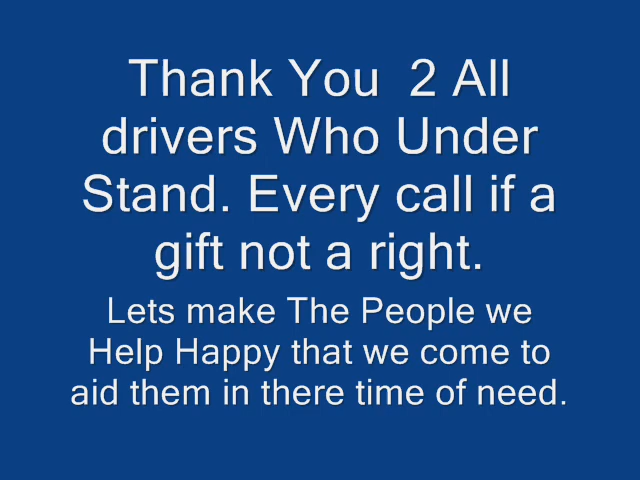 Thank You  2 All
drivers Who Under
Stand. Every call if a
gift not a right.
Lets make The People we
Help Happy that we come to
aid them in there time of need.